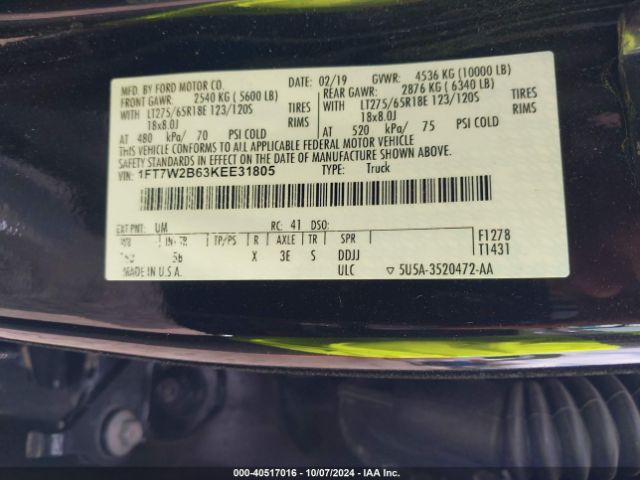 MFD. BY FORD MOTOR CO. DATE: 02/19 GVWR: 4536 KG (10000 LB)
FRONT GAWR: 2540 KG (5600 LB) REAR GAWR: 2876 KG (6340 LB)
WITH LT275/65R18E 123/120S TIRES WITH LT275/65R18E 123/120S TIRES
18x8.0J RIMS 18x8.0J RIMS
AT 480 kPa/ 70 PSI COLD AT 520 kPa/ 75 PSI COLD
THIS VEHICLE CONFORMS TO ALL APPLICABLE FEDERAL MOTOR VEHICLE
SAFETY STANDARDS IN EFFECT ON THE DATE OF MANUFACTURE SHOWN ABOVE.
VIN: 1FT7W2B63KEE31805 TYPE: Truck
EXT PNT: UM RC: 41 DSO: F1278
TP/PS R AXLE TR SPR T1431
X 3E S DDJJ
MADE IN U.S.A. ULC 5U5A-3520472-AA
000-40517016 - 10/07/2024 - IAA Inc.